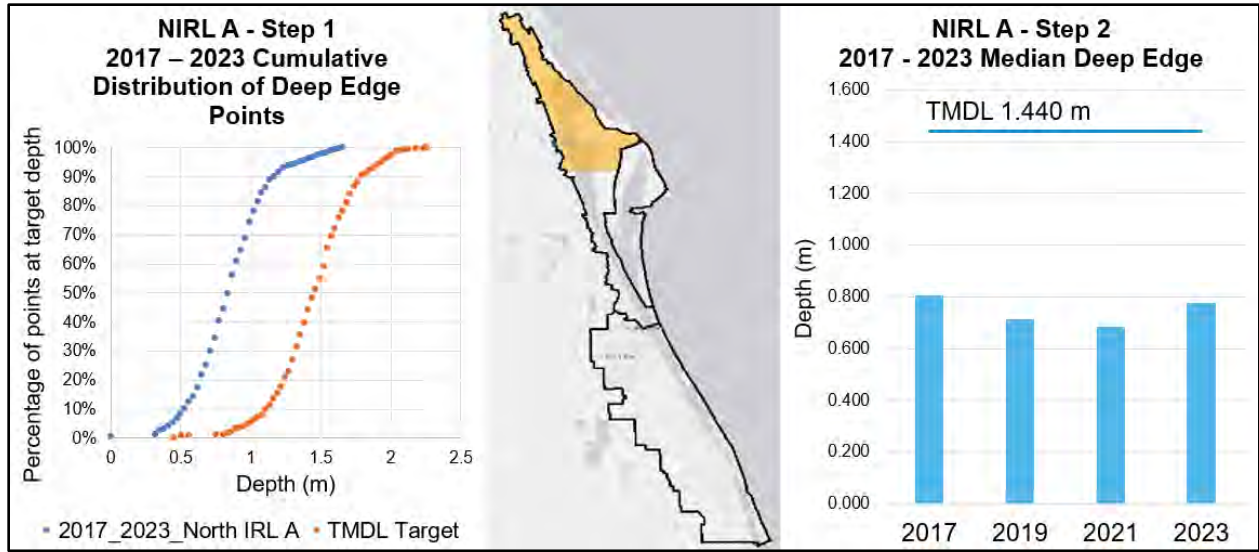 NIRL A - Step 1
2017 – 2023 Cumulative
Distribution of Deep Edge
Points
Percentage of points at target depth
100%
90%
80%
70%
60%
50%
40%
30%
20%
10%
0%
0 0.5 1 1.5 2 2.5
Depth (m)
2017_2023_North IRL A TMDL Target
NIRL A - Step 2
2017 - 2023 Median Deep Edge
TMDL 1.440 m
Depth (m)
1.600
1.400
1.200
1.000
0.800
0.600
0.400
0.200
0.000
2017 2019 2021 2023